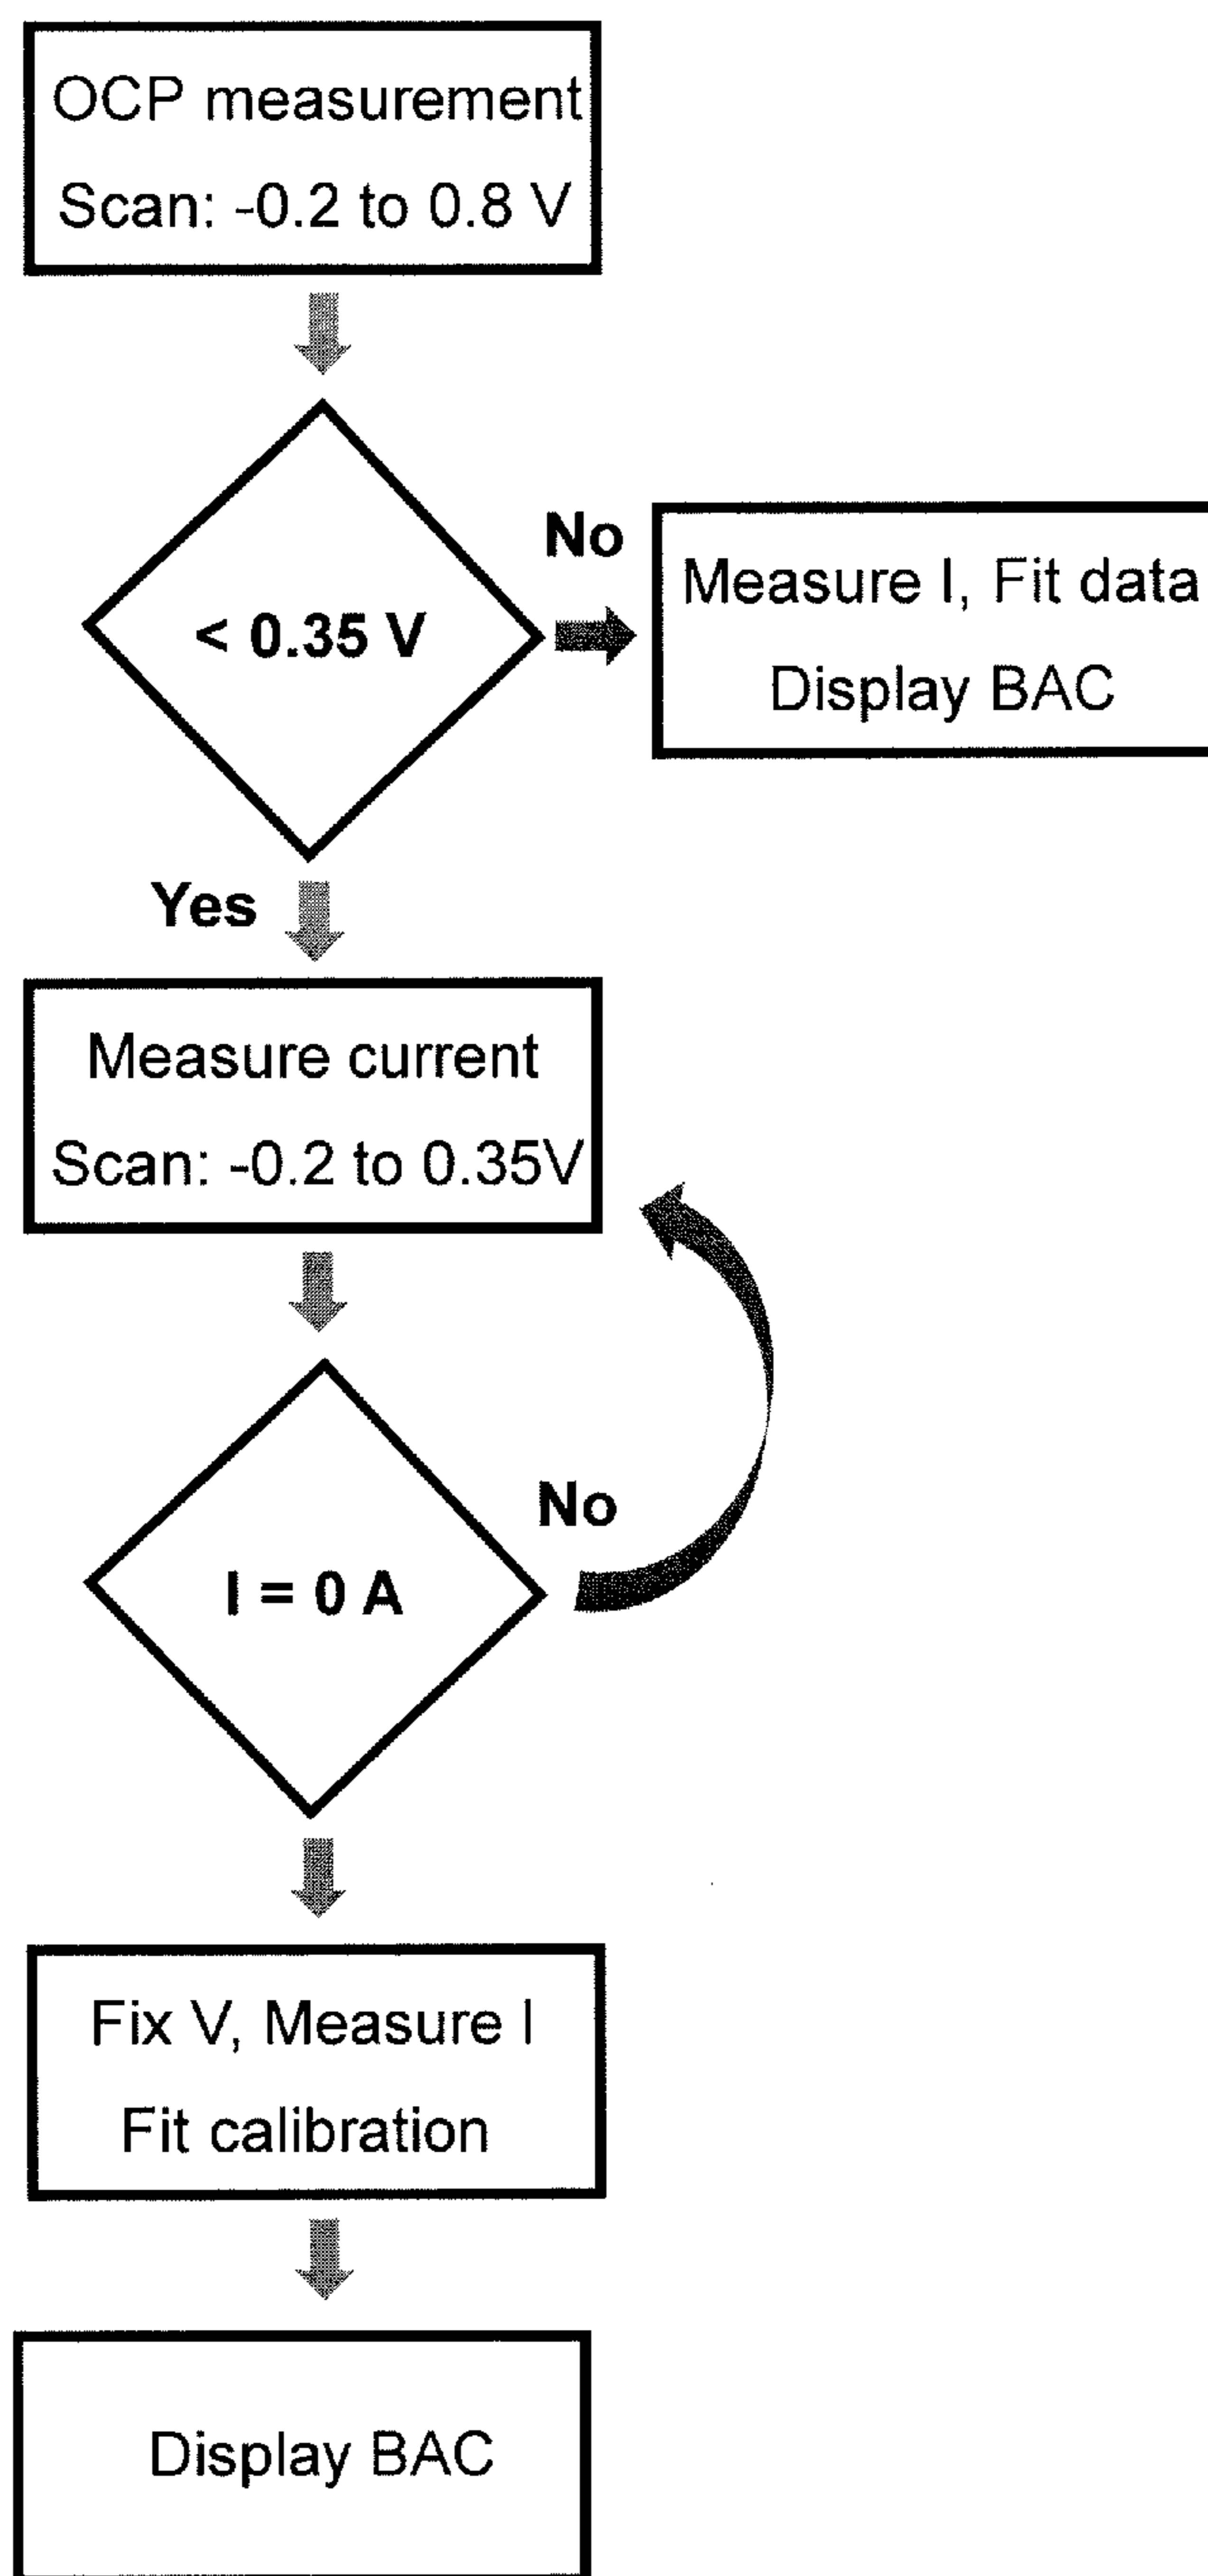 OCP measurement
Scan: -0.2 to 0.8 V
< 0.35 V
No
Measure I, Fit data
Display BAC
Yes
Measure current
Scan: -0.2 to 0.35V
I = 0 A
No
Fix V, Measure I
Fit calibration
Display BAC